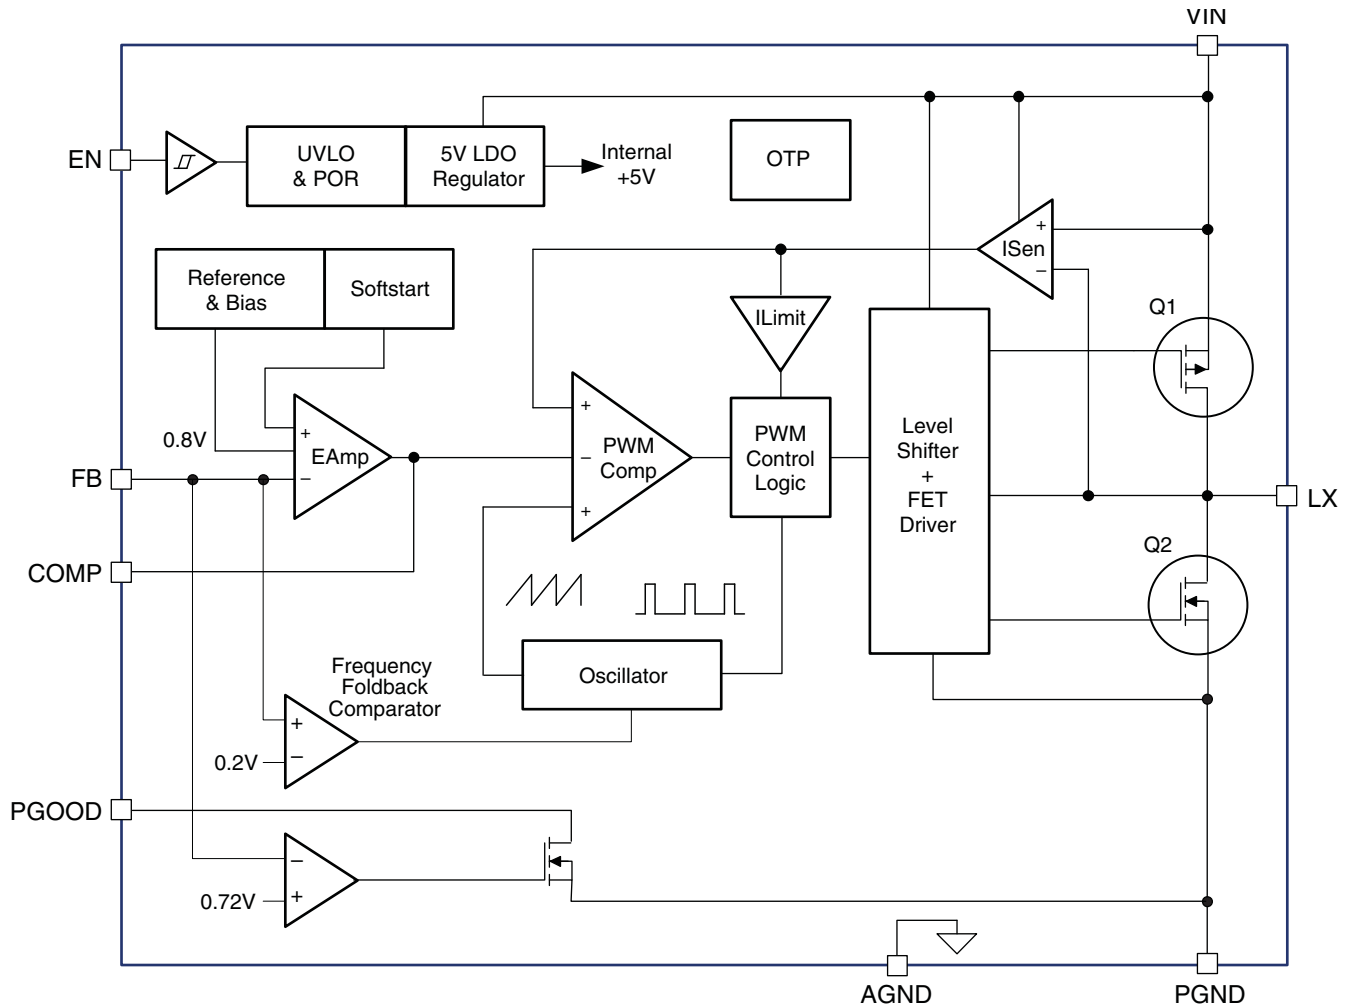 VIN
EN
UVLO
& POR
5V LDO
Regulator
Internal
+5V
OTP
Reference
& Bias
Softstart
+
ISen
−
ILimit
Q1
0.8V
+
EAmp
−
FB
+
−
PWM
Comp
+
PWM
Control
Logic
Level
Shifter
+
FET
Driver
LX
COMP
Q2
Frequency
Foldback
Comparator
Oscillator
+
−
0.2V
PGOOD
−
+
0.72V
AGND
PGND